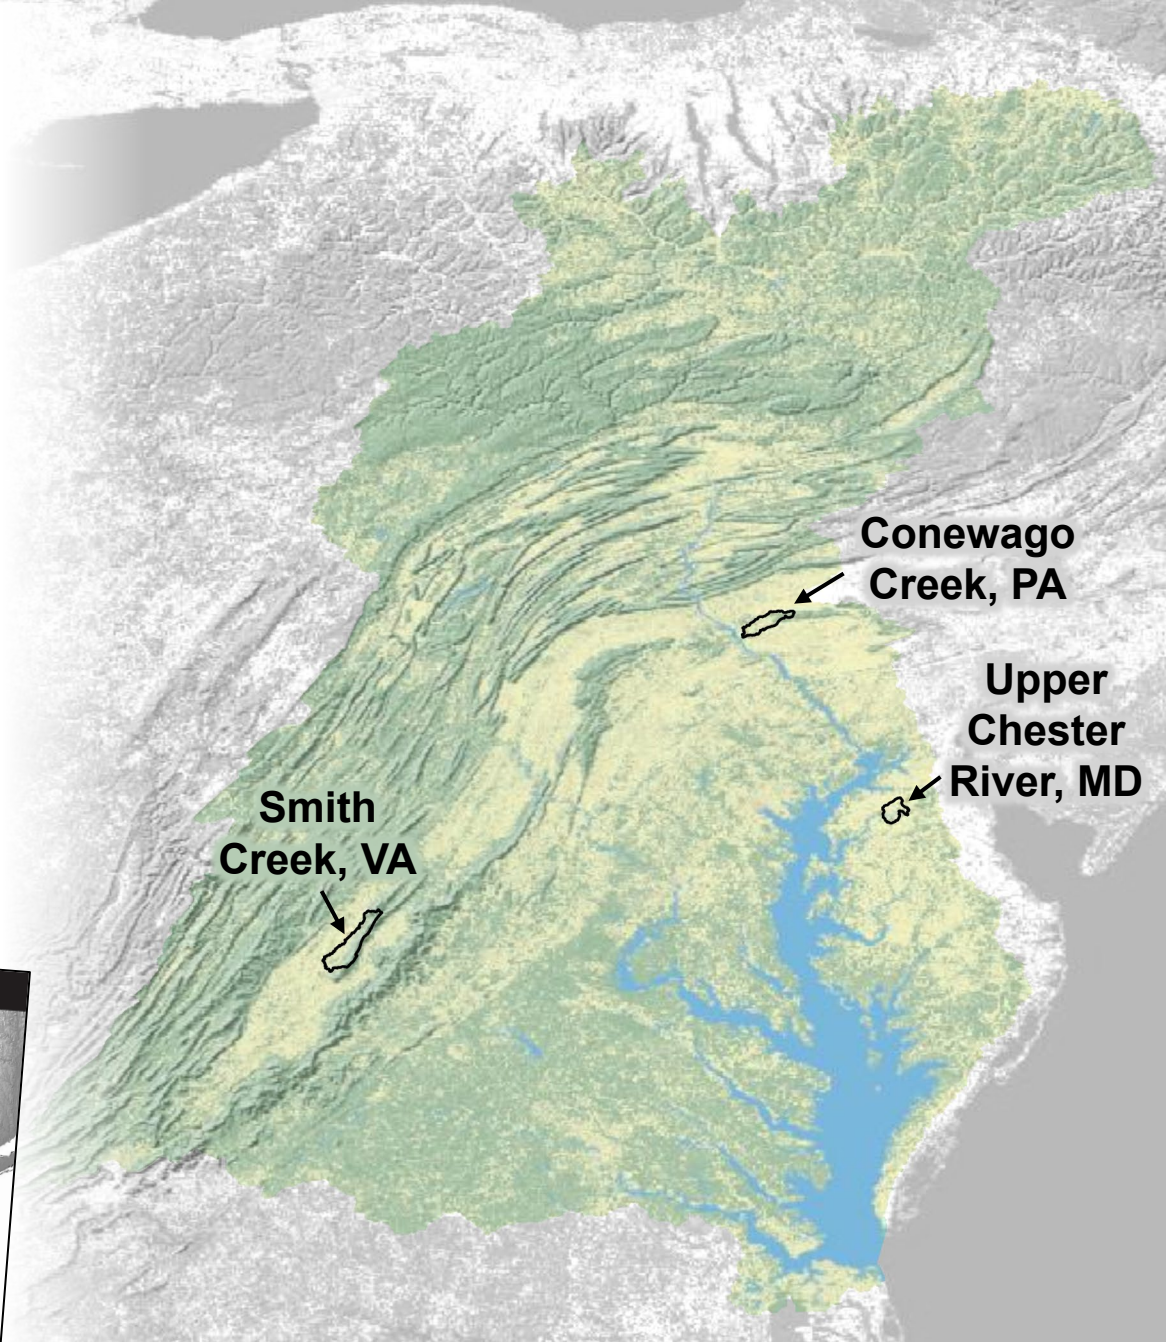 Conewago
Creek, PA
Upper
Chester
River, MD
Smith
Creek, VA